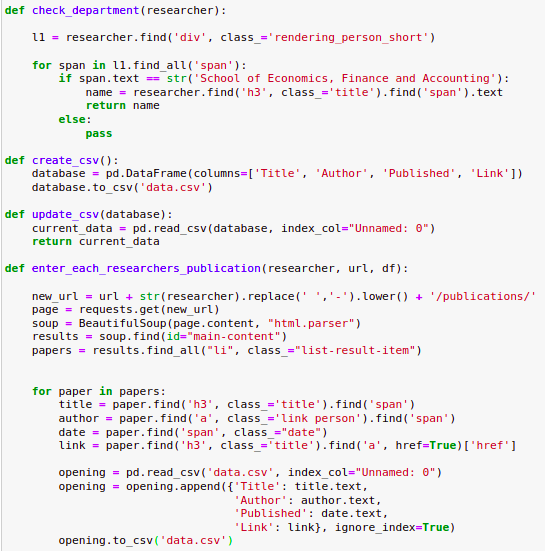 def check_department(researcher):
    l1 = researcher.find('div', class_='rendering_person_short')
    for span in l1.find_all('span'):
        if span.text == str('School of Economics, Finance and Accounting'):
            name = researcher.find('h3', class_='title').find('span').text
            return name
        else:
            pass
def create_csv():
    database = pd.DataFrame(columns=['Title', 'Author', 'Published', 'Link'])
    database.to_csv('data.csv')
def update_csv(database):
    current_data = pd.read_csv(database, index_col="Unnamed: 0")
    return current_data
def enter_each_researchers_publication(researcher, url, df):
    new_url = url + str(researcher).replace(' ','-').lower() + '/publications/'
    page = requests.get(new_url)
    soup = BeautifulSoup(page.content, "html.parser")
    results = soup.find(id="main-content")
    papers = results.find_all("li", class_="list-result-item")
    for paper in papers:
        title = paper.find('h3', class_='title').find('span')
        author = paper.find('a', class_='link person').find('span')
        date = paper.find('span', class_="date")
        link = paper.find('h3', class_='title').find('a', href=True)['href']
        opening = pd.read_csv('data.csv', index_col="Unnamed: 0")
        opening = opening.append({'Title': title.text,
                                  'Author': author.text,
                                  'Published': date.text,
                                  'Link': link}, ignore_index=True)
        opening.to_csv('data.csv')